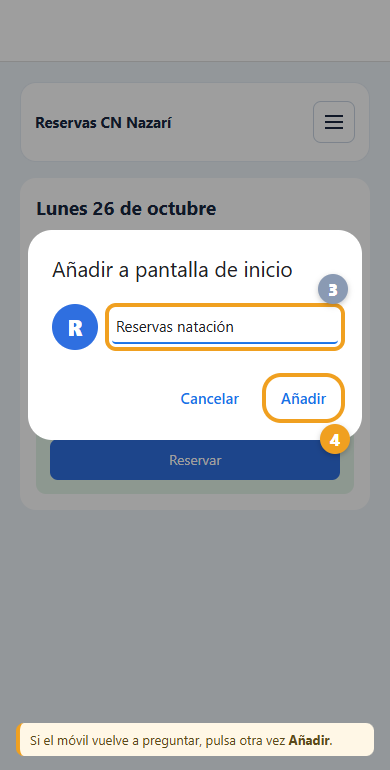 Reservas CN Nazarí
Lunes 26 de octubre
Añadir a pantalla de inicio
3
R
Reservas natación
Cancelar
Añadir
4
Reservar
Si el móvil vuelve a preguntar, pulsa otra vez Añadir.